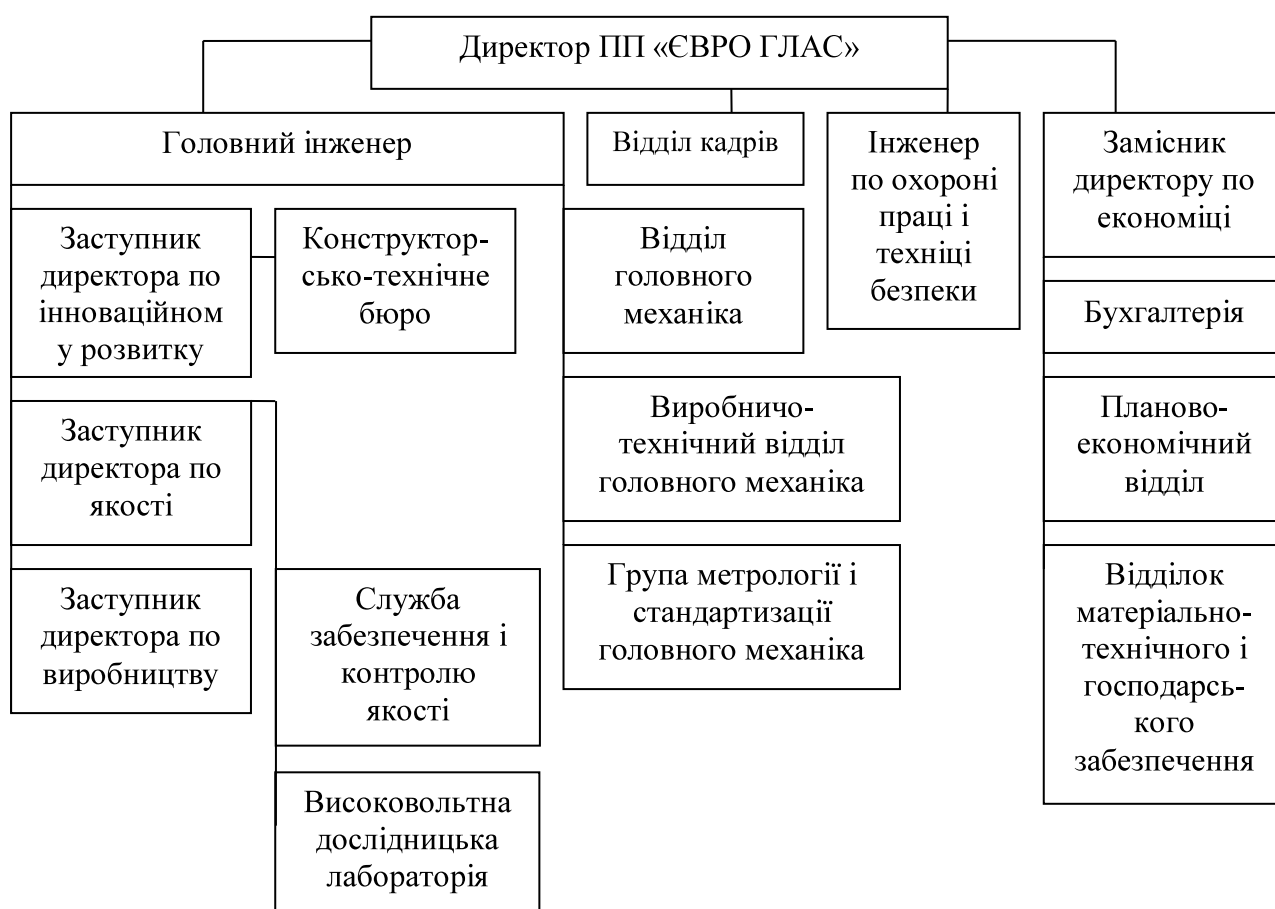 Директор ПП «ЄВРО ГЛАС»
Головний інженер
Відділ кадрів
Інженер
по охороні
праці і
техніці
безпеки
Замісник
директору по
економіці
Заступник
директора по
інноваційном
у розвитку
Конструктор-
сько-технічне
бюро
Відділ
головного
механіка
Бухгалтерія
Заступник
директора по
якості
Виробничо-
технічний відділ
головного механіка
Планово-
економічний
відділ
Заступник
директора по
виробництву
Служба
забезпечення і
контролю
якості
Група метрології і
стандартизації
головного механіка
Відділок
матеріально-
технічного і
господарсь-
кого
забезпечення
Високовольтна
дослідницька
лабораторія